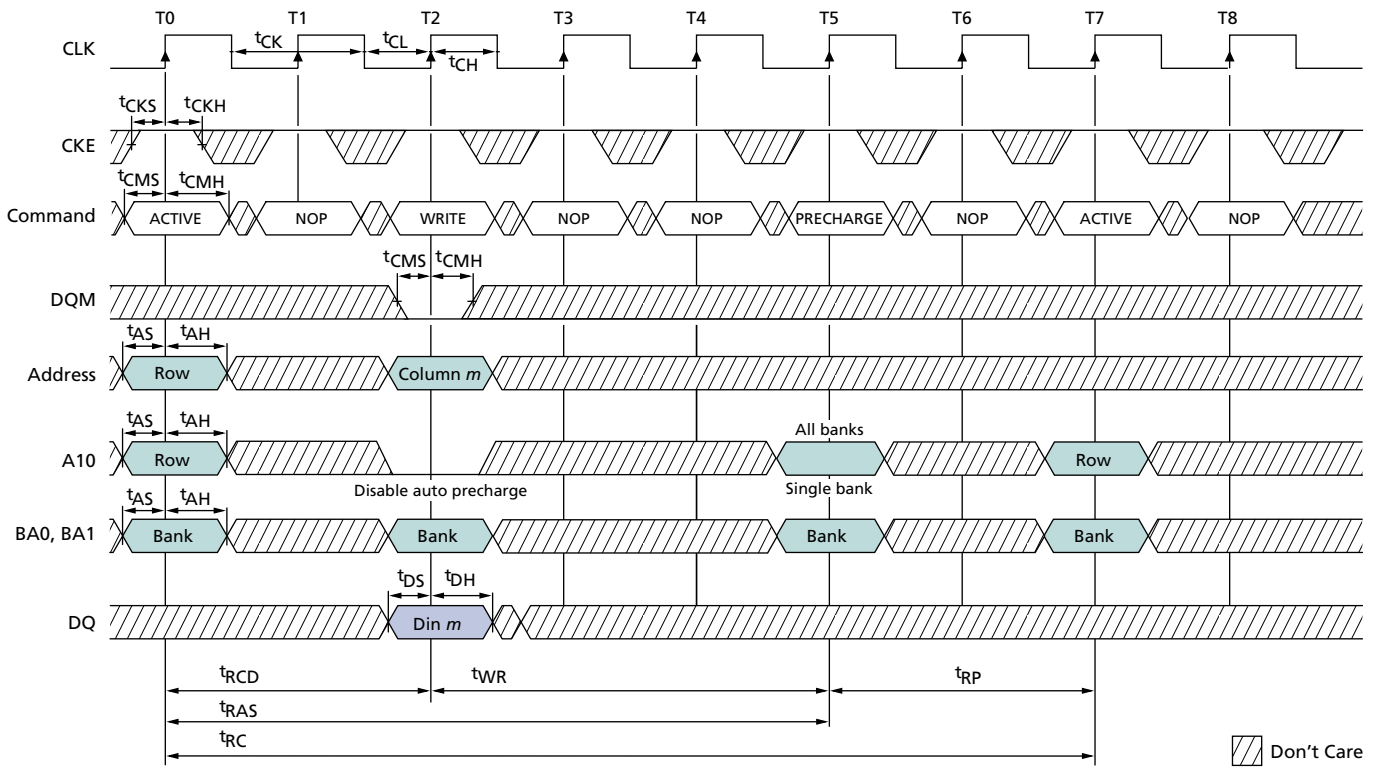 T0 T1 T2 T3 T4 T5 T6 T7 T8
CLK
tCK tCL
tCH
tCKS tCKH
CKE
tCMS tCMH
Command ACTIVE NOP WRITE NOP NOP PRECHARGE NOP ACTIVE NOP
tCMS tCMH
DQM
tAS tAH
Address Row Column m
tAS tAH All banks
A10 Row Row
Disable auto precharge Single bank
tAS tAH
BA0, BA1 Bank Bank Bank Bank
tDS tDH
DQ Din m
tRCD tWR tRP
tRAS
tRC
Don't Care